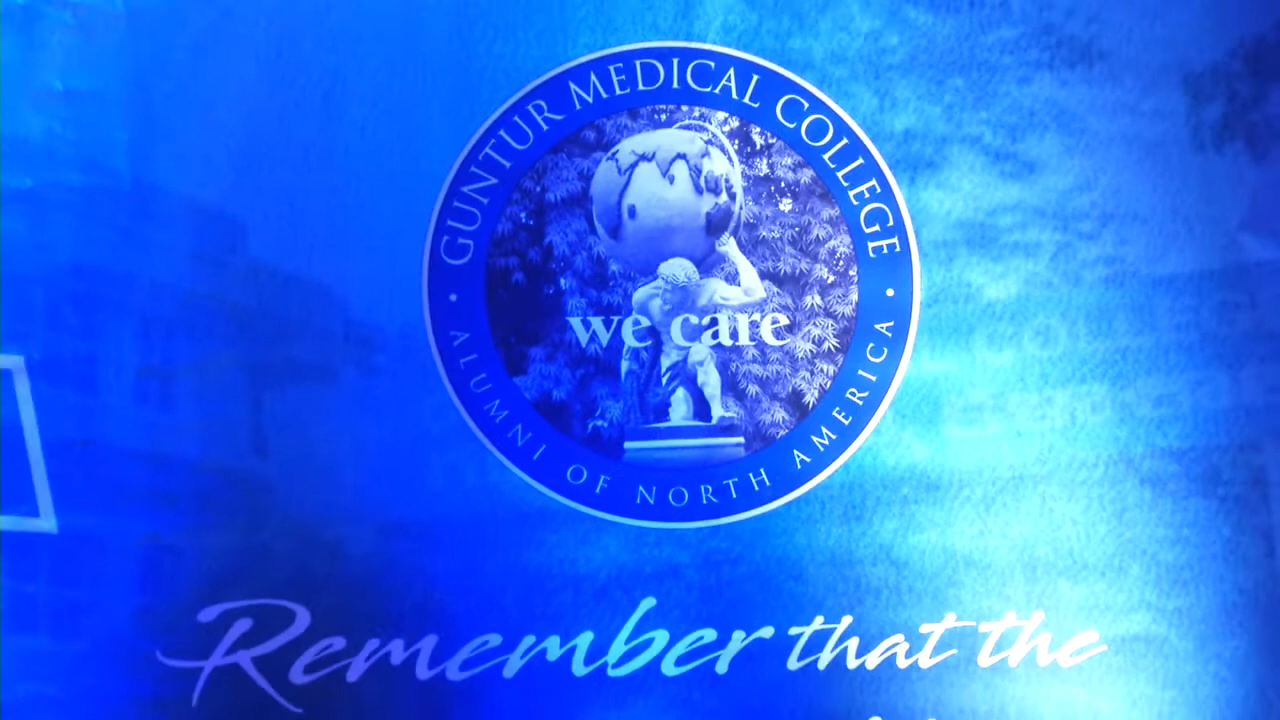 GUNTUR MEDICAL COLLEGE
we care
• ALUMNI OF NORTH AMERICA •
Remember that the